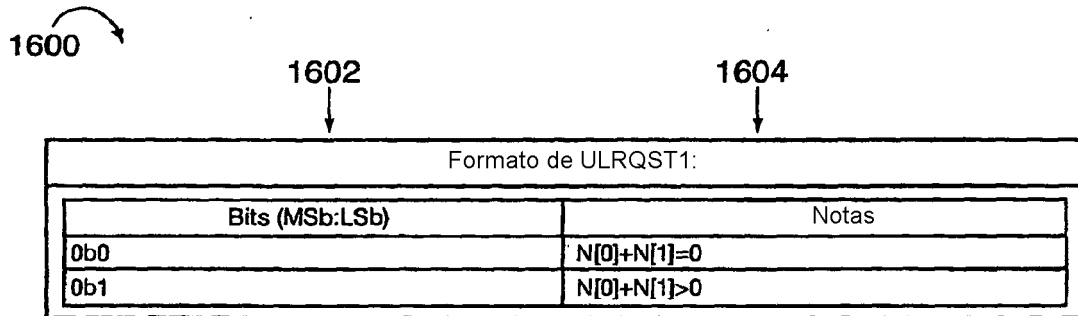 1600
1602 1604
Formato de ULRQST1:
Bits (MSb:LSb) Notas
0b0 N[0]+N[1]=0
0b1 N[0]+N[1]>0